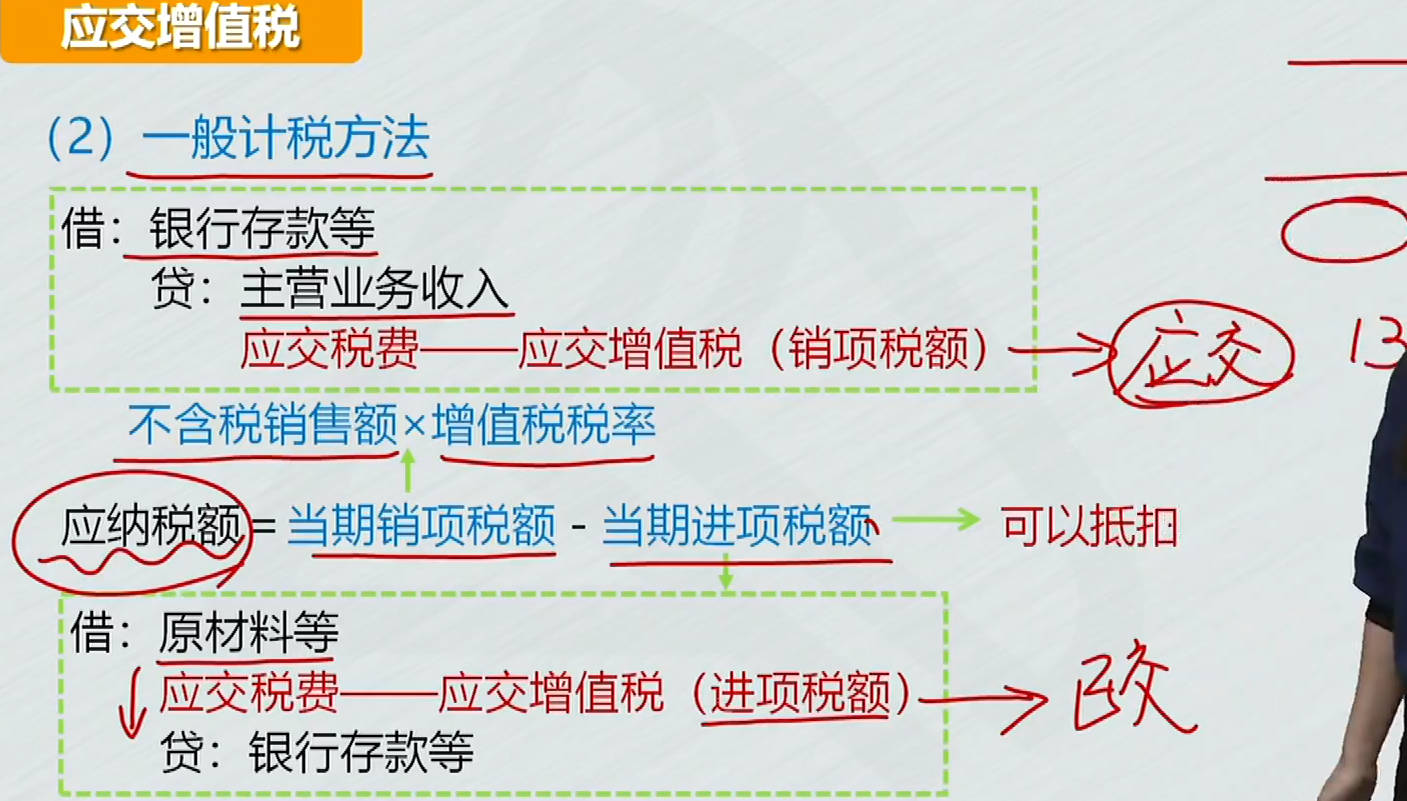 应交增值税
（2）一般计税方法
借：银行存款等
贷：主营业务收入
应交税费——应交增值税（销项税额）
应交
13
不含税销售额×增值税税率
应纳税额=当期销项税额-当期进项税额
可以抵扣
借：原材料等
应交税费——应交增值税（进项税额）
贷：银行存款等
已交